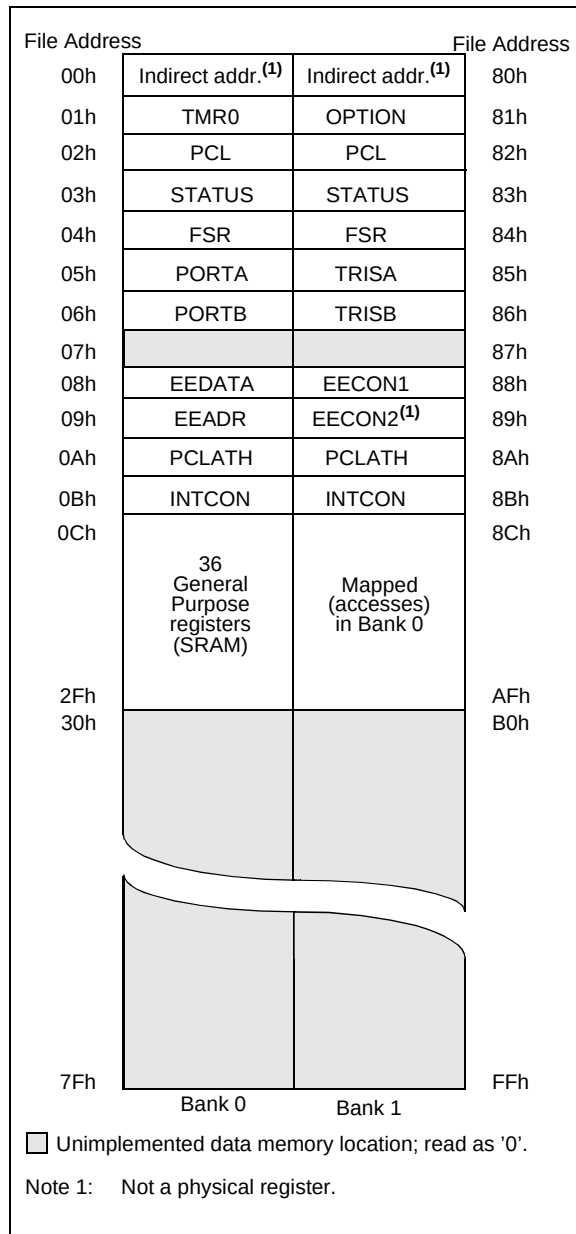 File Address File Address
00h Indirect addr.(1) Indirect addr.(1) 80h
01h TMR0 OPTION 81h
02h PCL PCL 82h
03h STATUS STATUS 83h
04h FSR FSR 84h
05h PORTA TRISA 85h
06h PORTB TRISB 86h
07h 87h
08h EEDATA EECON1 88h
09h EEADR EECON2(1) 89h
0Ah PCLATH PCLATH 8Ah
0Bh INTCON INTCON 8Bh
0Ch 8Ch
36
General
Purpose
registers
(SRAM)
Mapped
(accesses)
in Bank 0
2Fh AFh
30h B0h
7Fh FFh
Bank 0 Bank 1
Unimplemented data memory location; read as '0'.
Note 1: Not a physical register.